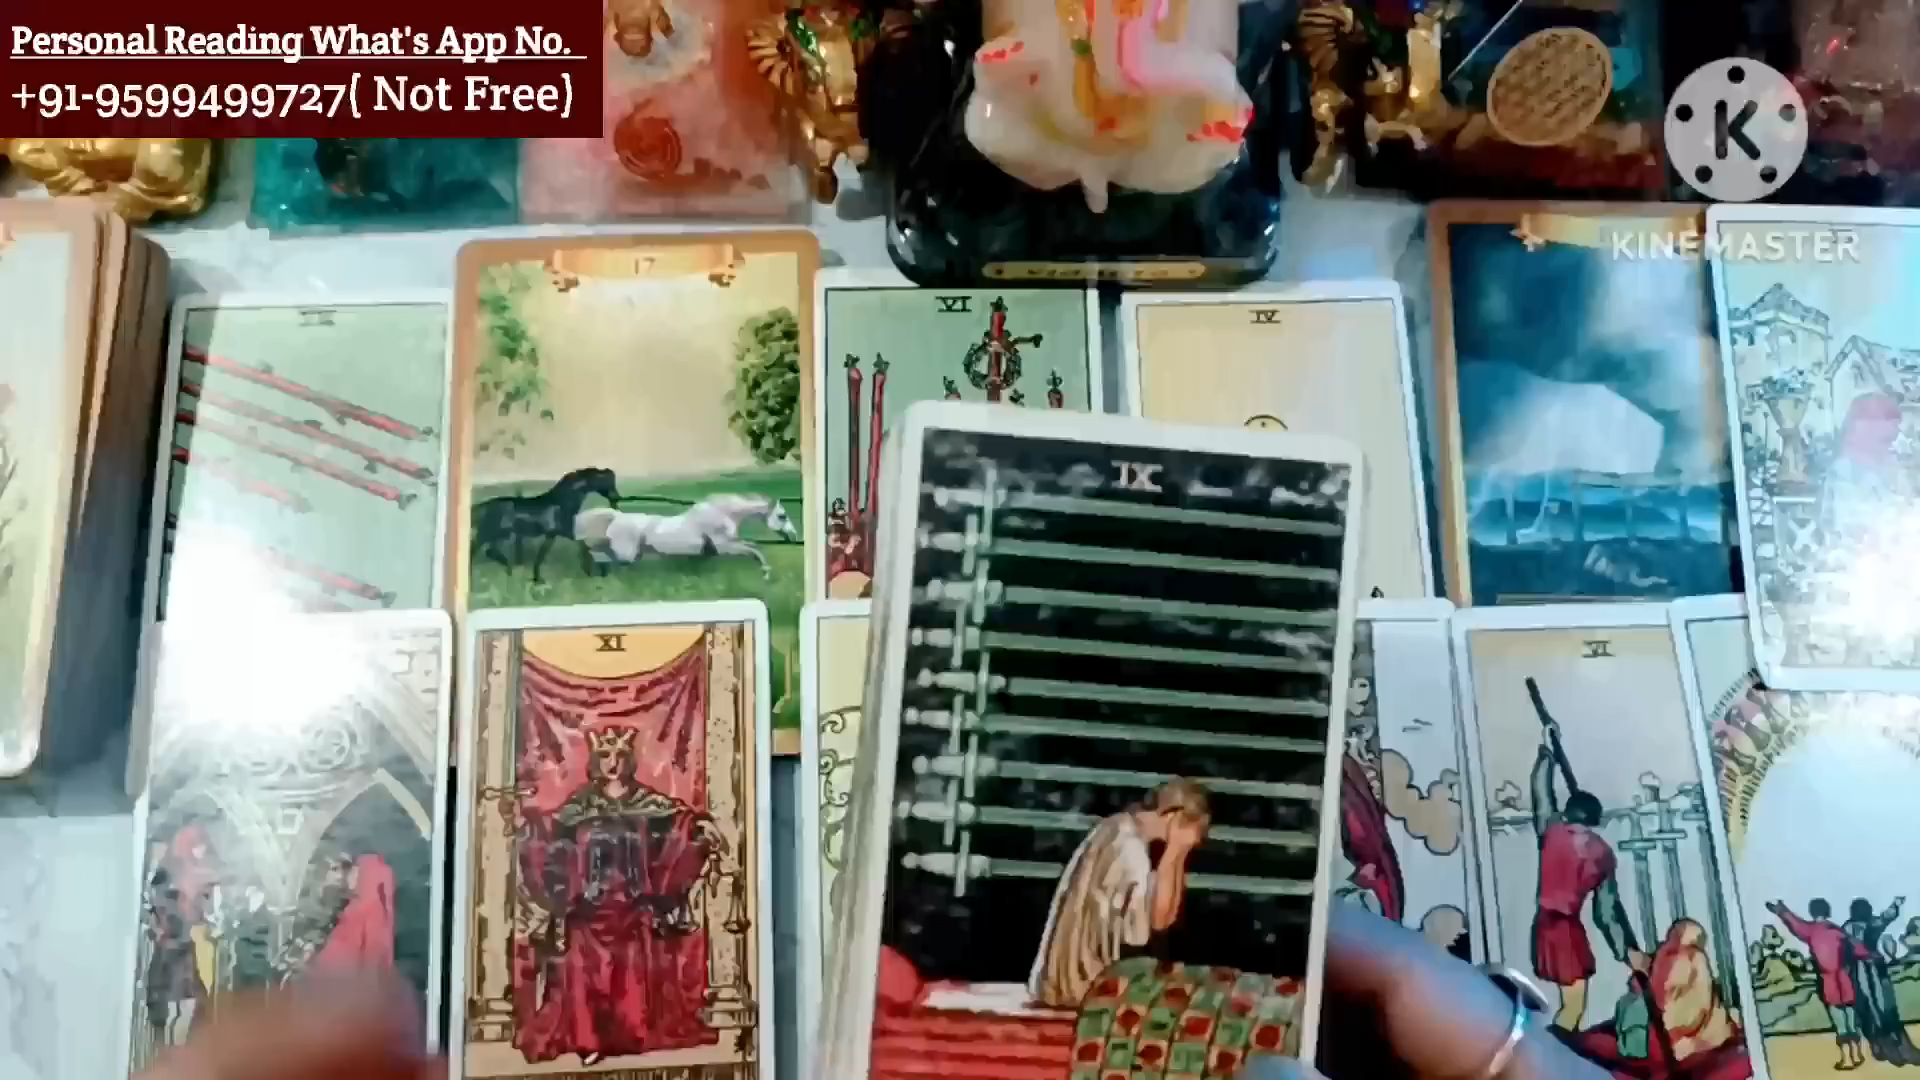 Personal Reading What's App No.
+91-9599499727( Not Free)
K
KINEMASTER
17
VI
IV
IX
XI
VI